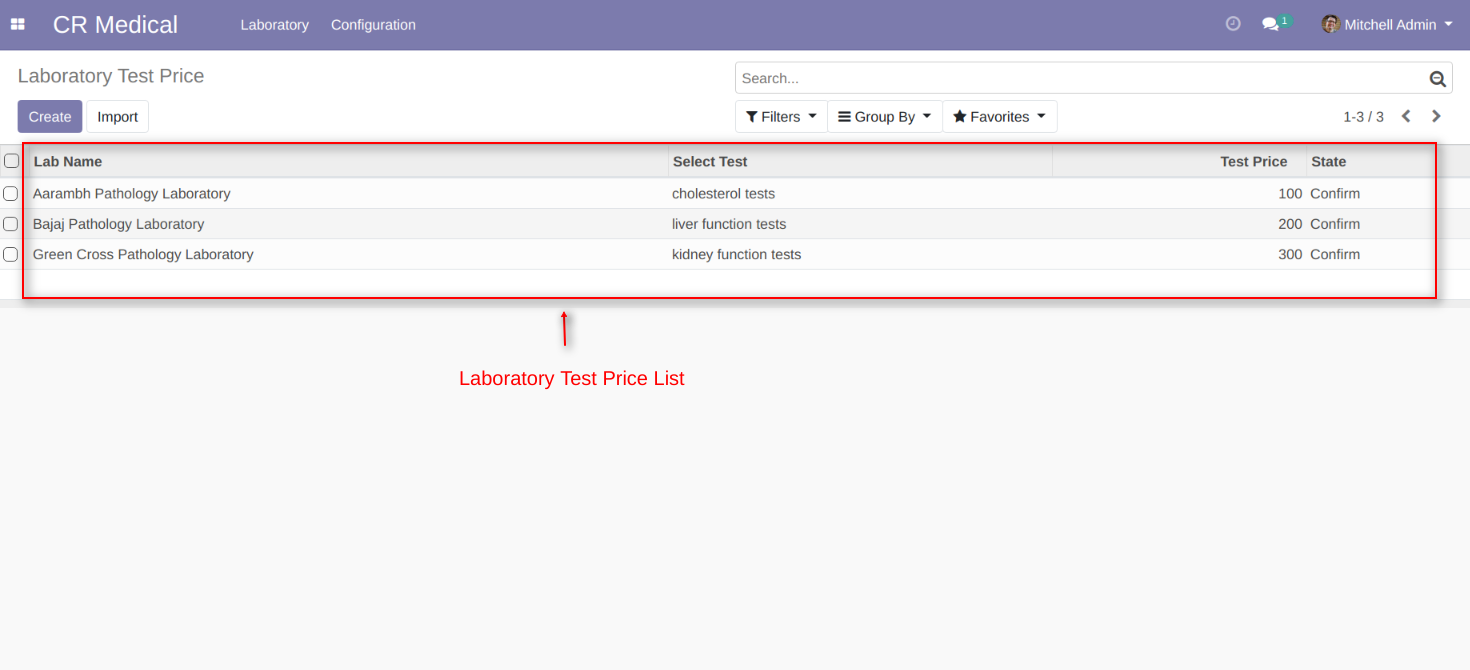 CR Medical Laboratory Configuration 1 Mitchell Admin
Laboratory Test Price
Search...
Create Import Filters Group By Favorites 1-3 / 3
Lab Name Select Test Test Price State
Aarambh Pathology Laboratory cholesterol tests 100 Confirm
Bajaj Pathology Laboratory liver function tests 200 Confirm
Green Cross Pathology Laboratory kidney function tests 300 Confirm
Laboratory Test Price List